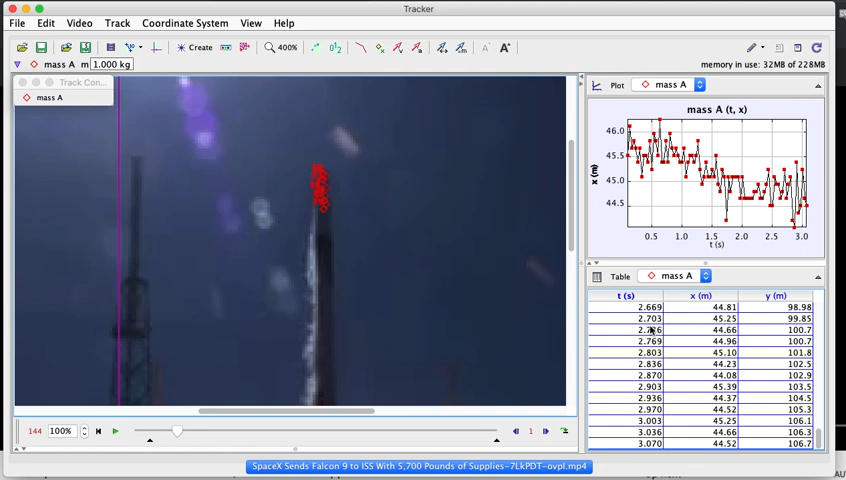 Tracker
File Edit Video Track Coordinate System View Help
Create 400% memory in use: 32MB of 228MB
mass A m 1.000 kg
Track Con...
mass A
Plot mass A
mass A (t, x)
x (m)
46.0
45.5
45.0
44.5
0.5 1.0 1.5 2.0 2.5 3.0
t (s)
Table mass A
t (s) x (m) y (m)
2.669 44.81 98.98
2.703 45.25 99.85
44.66 100.7
2.769 44.96 100.7
2.803 45.10 101.8
2.836 44.23 102.5
2.870 44.08 102.9
2.903 45.39 103.5
2.936 44.37 104.5
2.970 44.52 105.3
3.003 45.25 106.1
3.036 44.66 106.3
3.070 44.52 106.7
144 100% 1
SpaceX Sends Falcon 9 to ISS With 5,700 Pounds of Supplies-7LkPDT-ovpI.mp4